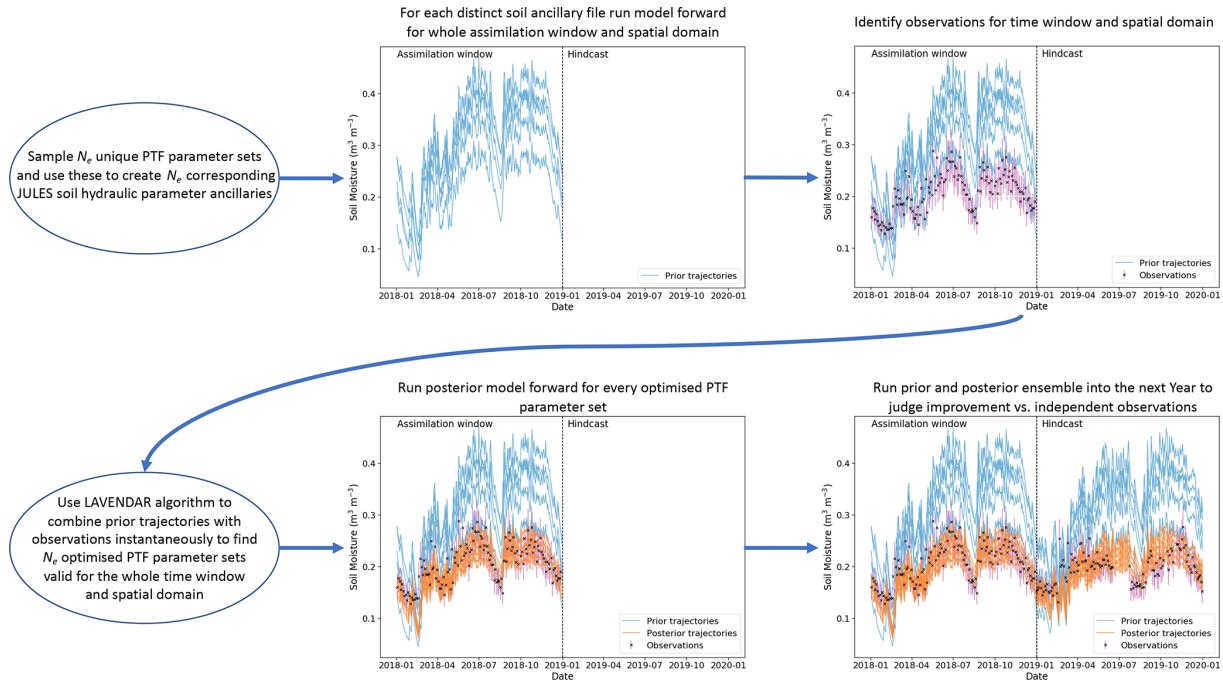 For each distinct soil ancillary file run model forward
for whole assimilation window and spatial domain
Identify observations for time window and spatial domain
Sample Nₑ unique PTF parameter sets
and use these to create Nₑ corresponding
JULES soil hydraulic parameter ancillaries
Assimilation window
Hindcast
Soil Moisture (m³ m⁻³)
0.4
0.3
0.2
0.1
Prior trajectories
2018-01 2018-04 2018-07 2018-10 2019-01 2019-04 2019-07 2019-10 2020-01
Date
Assimilation window
Hindcast
Soil Moisture (m³ m⁻³)
0.4
0.3
0.2
0.1
Prior trajectories
Observations
2018-01 2018-04 2018-07 2018-10 2019-01 2019-04 2019-07 2019-10 2020-01
Date
Use LAVENDAR algorithm to
combine prior trajectories with
observations instantaneously to find
Nₑ optimised PTF parameter sets
valid for the whole time window
and spatial domain
Run posterior model forward for every optimised PTF
parameter set
Assimilation window
Hindcast
Soil Moisture (m³ m⁻³)
0.4
0.3
0.2
0.1
Prior trajectories
Posterior trajectories
Observations
2018-01 2018-04 2018-07 2018-10 2019-01 2019-04 2019-07 2019-10 2020-01
Date
Run prior and posterior ensemble into the next Year to
judge improvement vs. independent observations
Assimilation window
Hindcast
Soil Moisture (m³ m⁻³)
0.4
0.3
0.2
0.1
Prior trajectories
Posterior trajectories
Observations
2018-01 2018-04 2018-07 2018-10 2019-01 2019-04 2019-07 2019-10 2020-01
Date